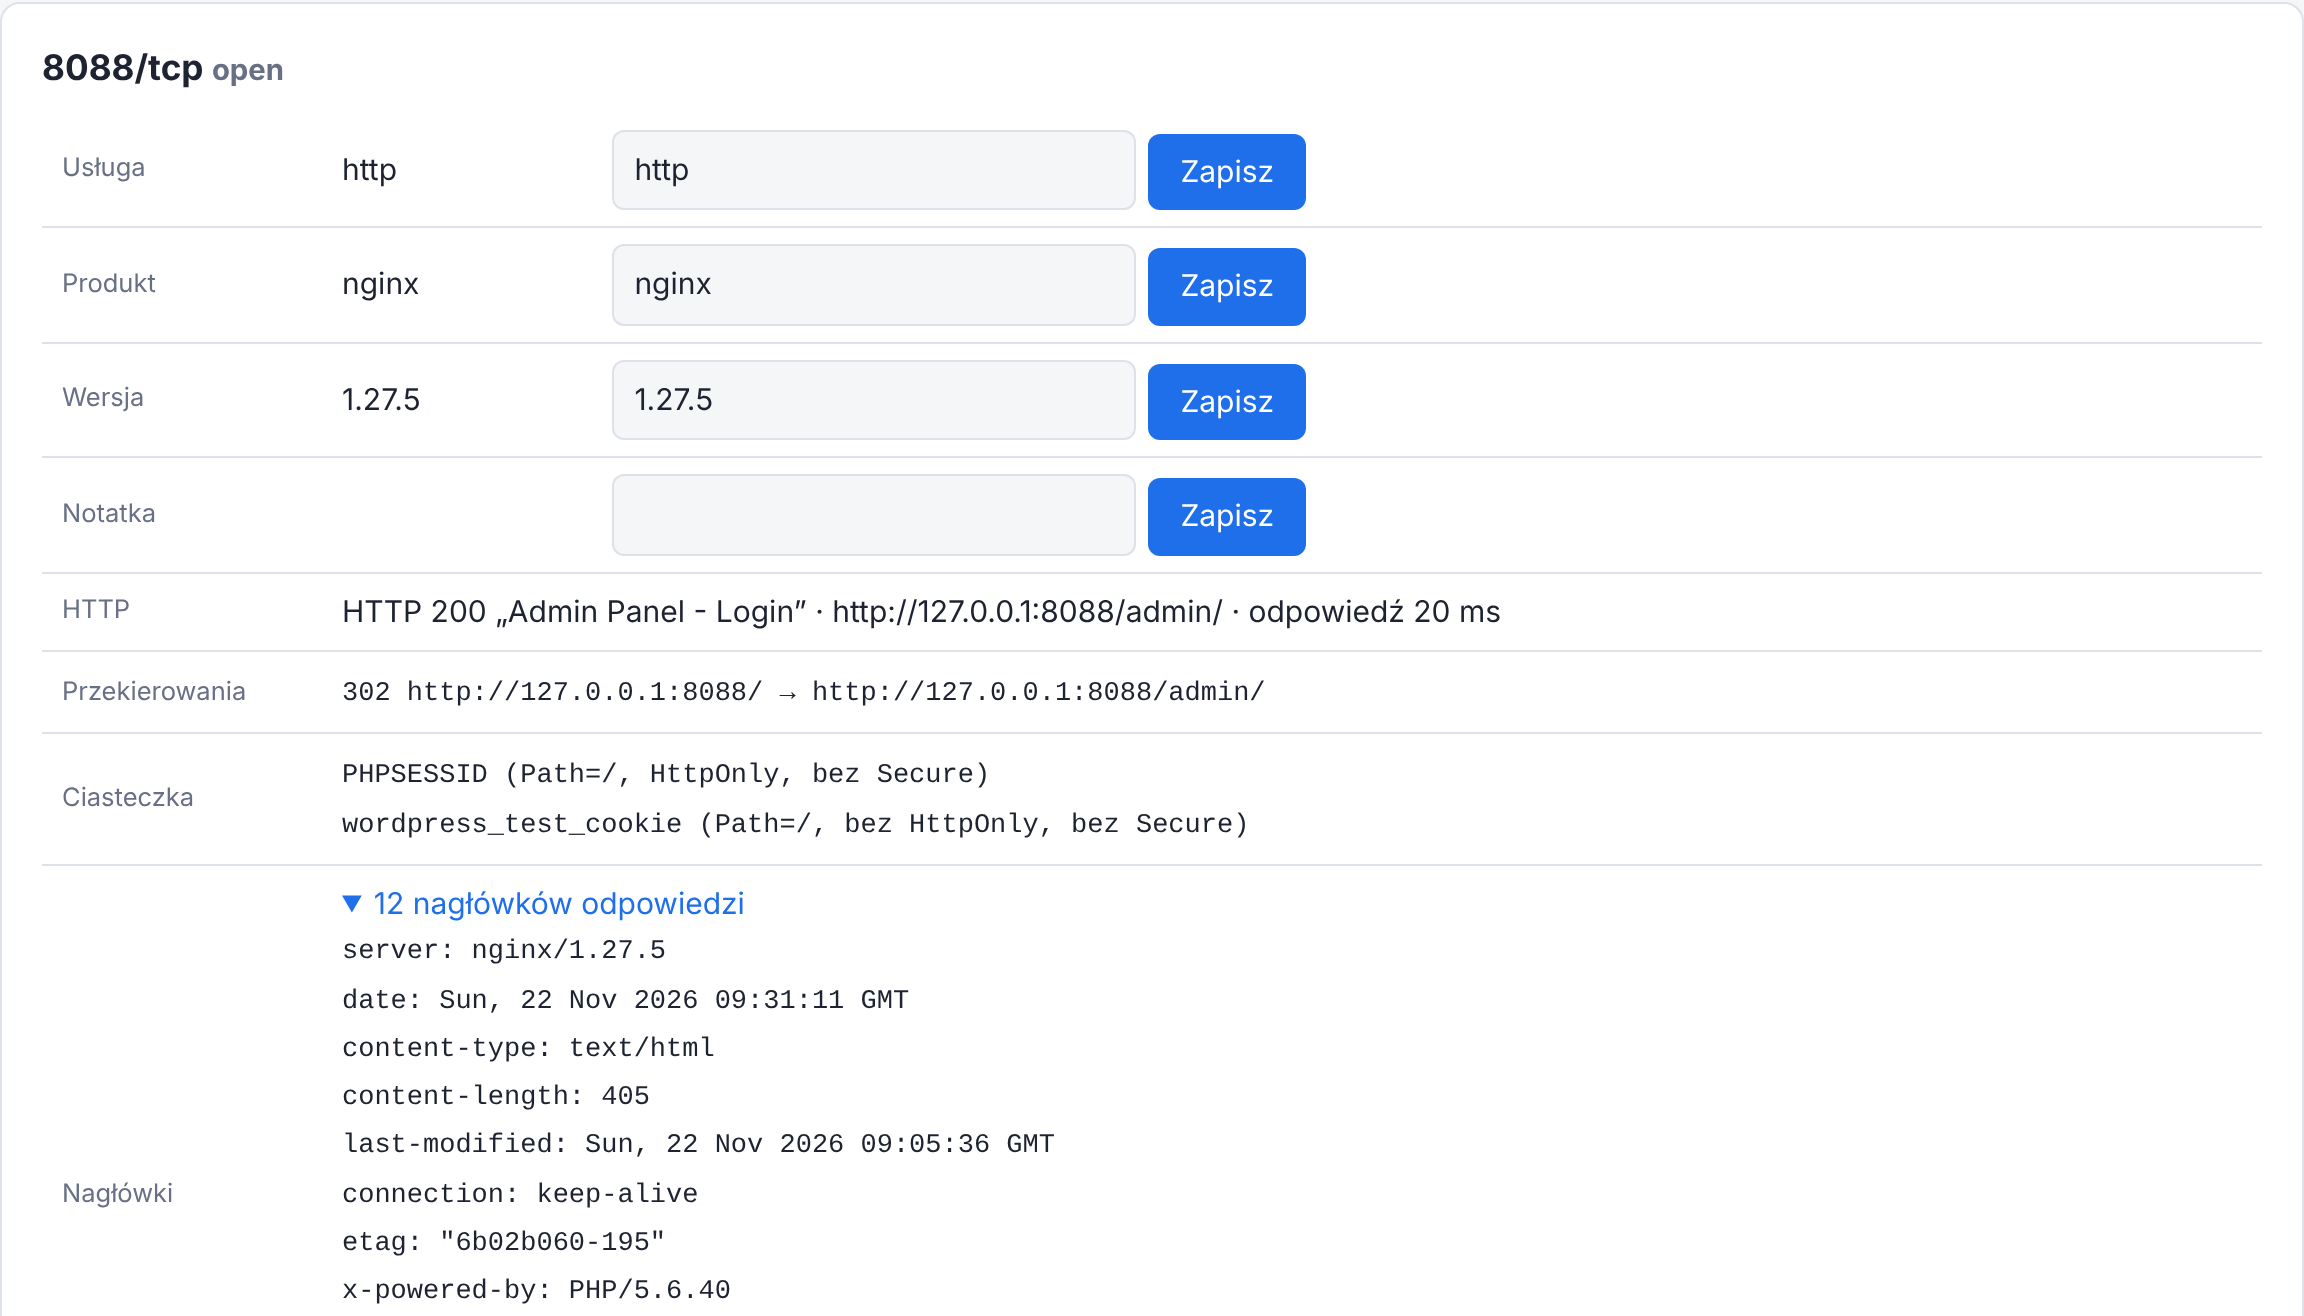 8088/tcp open
Usługa http http Zapisz
Produkt nginx nginx Zapisz
Wersja 1.27.5 1.27.5 Zapisz
Notatka Zapisz
HTTP HTTP 200 „Admin Panel - Login” · http://127.0.0.1:8088/admin/ · odpowiedź 20 ms
Przekierowania 302 http://127.0.0.1:8088/ → http://127.0.0.1:8088/admin/
Ciasteczka
PHPSESSID (Path=/, HttpOnly, bez Secure)
wordpress_test_cookie (Path=/, bez HttpOnly, bez Secure)
Nagłówki
▼ 12 nagłówków odpowiedzi
server: nginx/1.27.5
date: Sun, 22 Nov 2026 09:31:11 GMT
content-type: text/html
content-length: 405
last-modified: Sun, 22 Nov 2026 09:05:36 GMT
connection: keep-alive
etag: "6b02b060-195"
x-powered-by: PHP/5.6.40